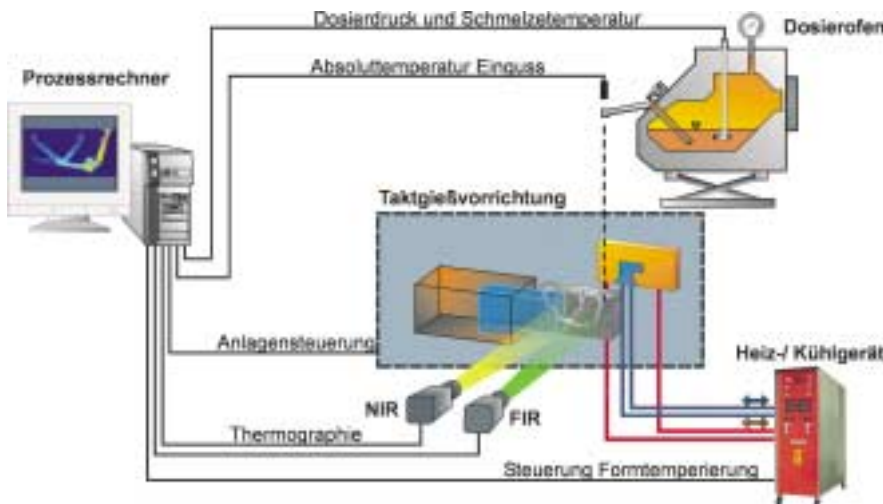 Dosierdruck und Schmelzetemperatur
Dosierofen
Absoluttemperatur Einguss
Prozessrechner
Taktgießvorrichtung
Anlagensteuerung
Heiz-/ Kühlgerät
NIR
FIR
Thermographie
Steuerung Formtemperierung